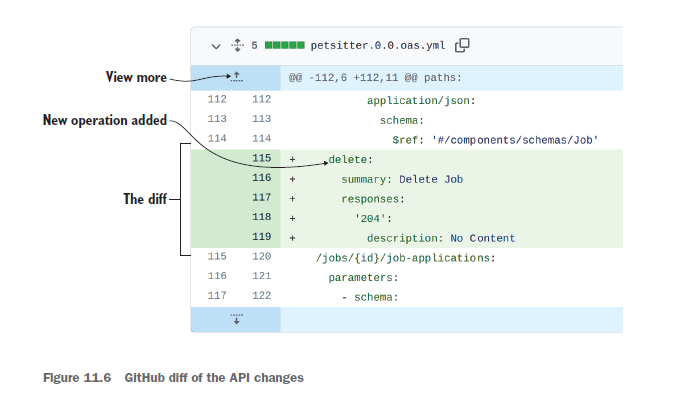 5 petsitter.0.0.oas.yml
View more
@@ -112,6 +112,11 @@ paths:
112 112 application/json:
New operation added
113 113 schema:
114 114 $ref: '#/components/schemas/Job'
115 + delete:
116 + summary: Delete Job
The diff
117 + responses:
118 + '204':
119 + description: No Content
115 120 /jobs/{id}/job-applications:
116 121 parameters:
117 122 - schema:
Figure 11.6 GitHub diff of the API changes